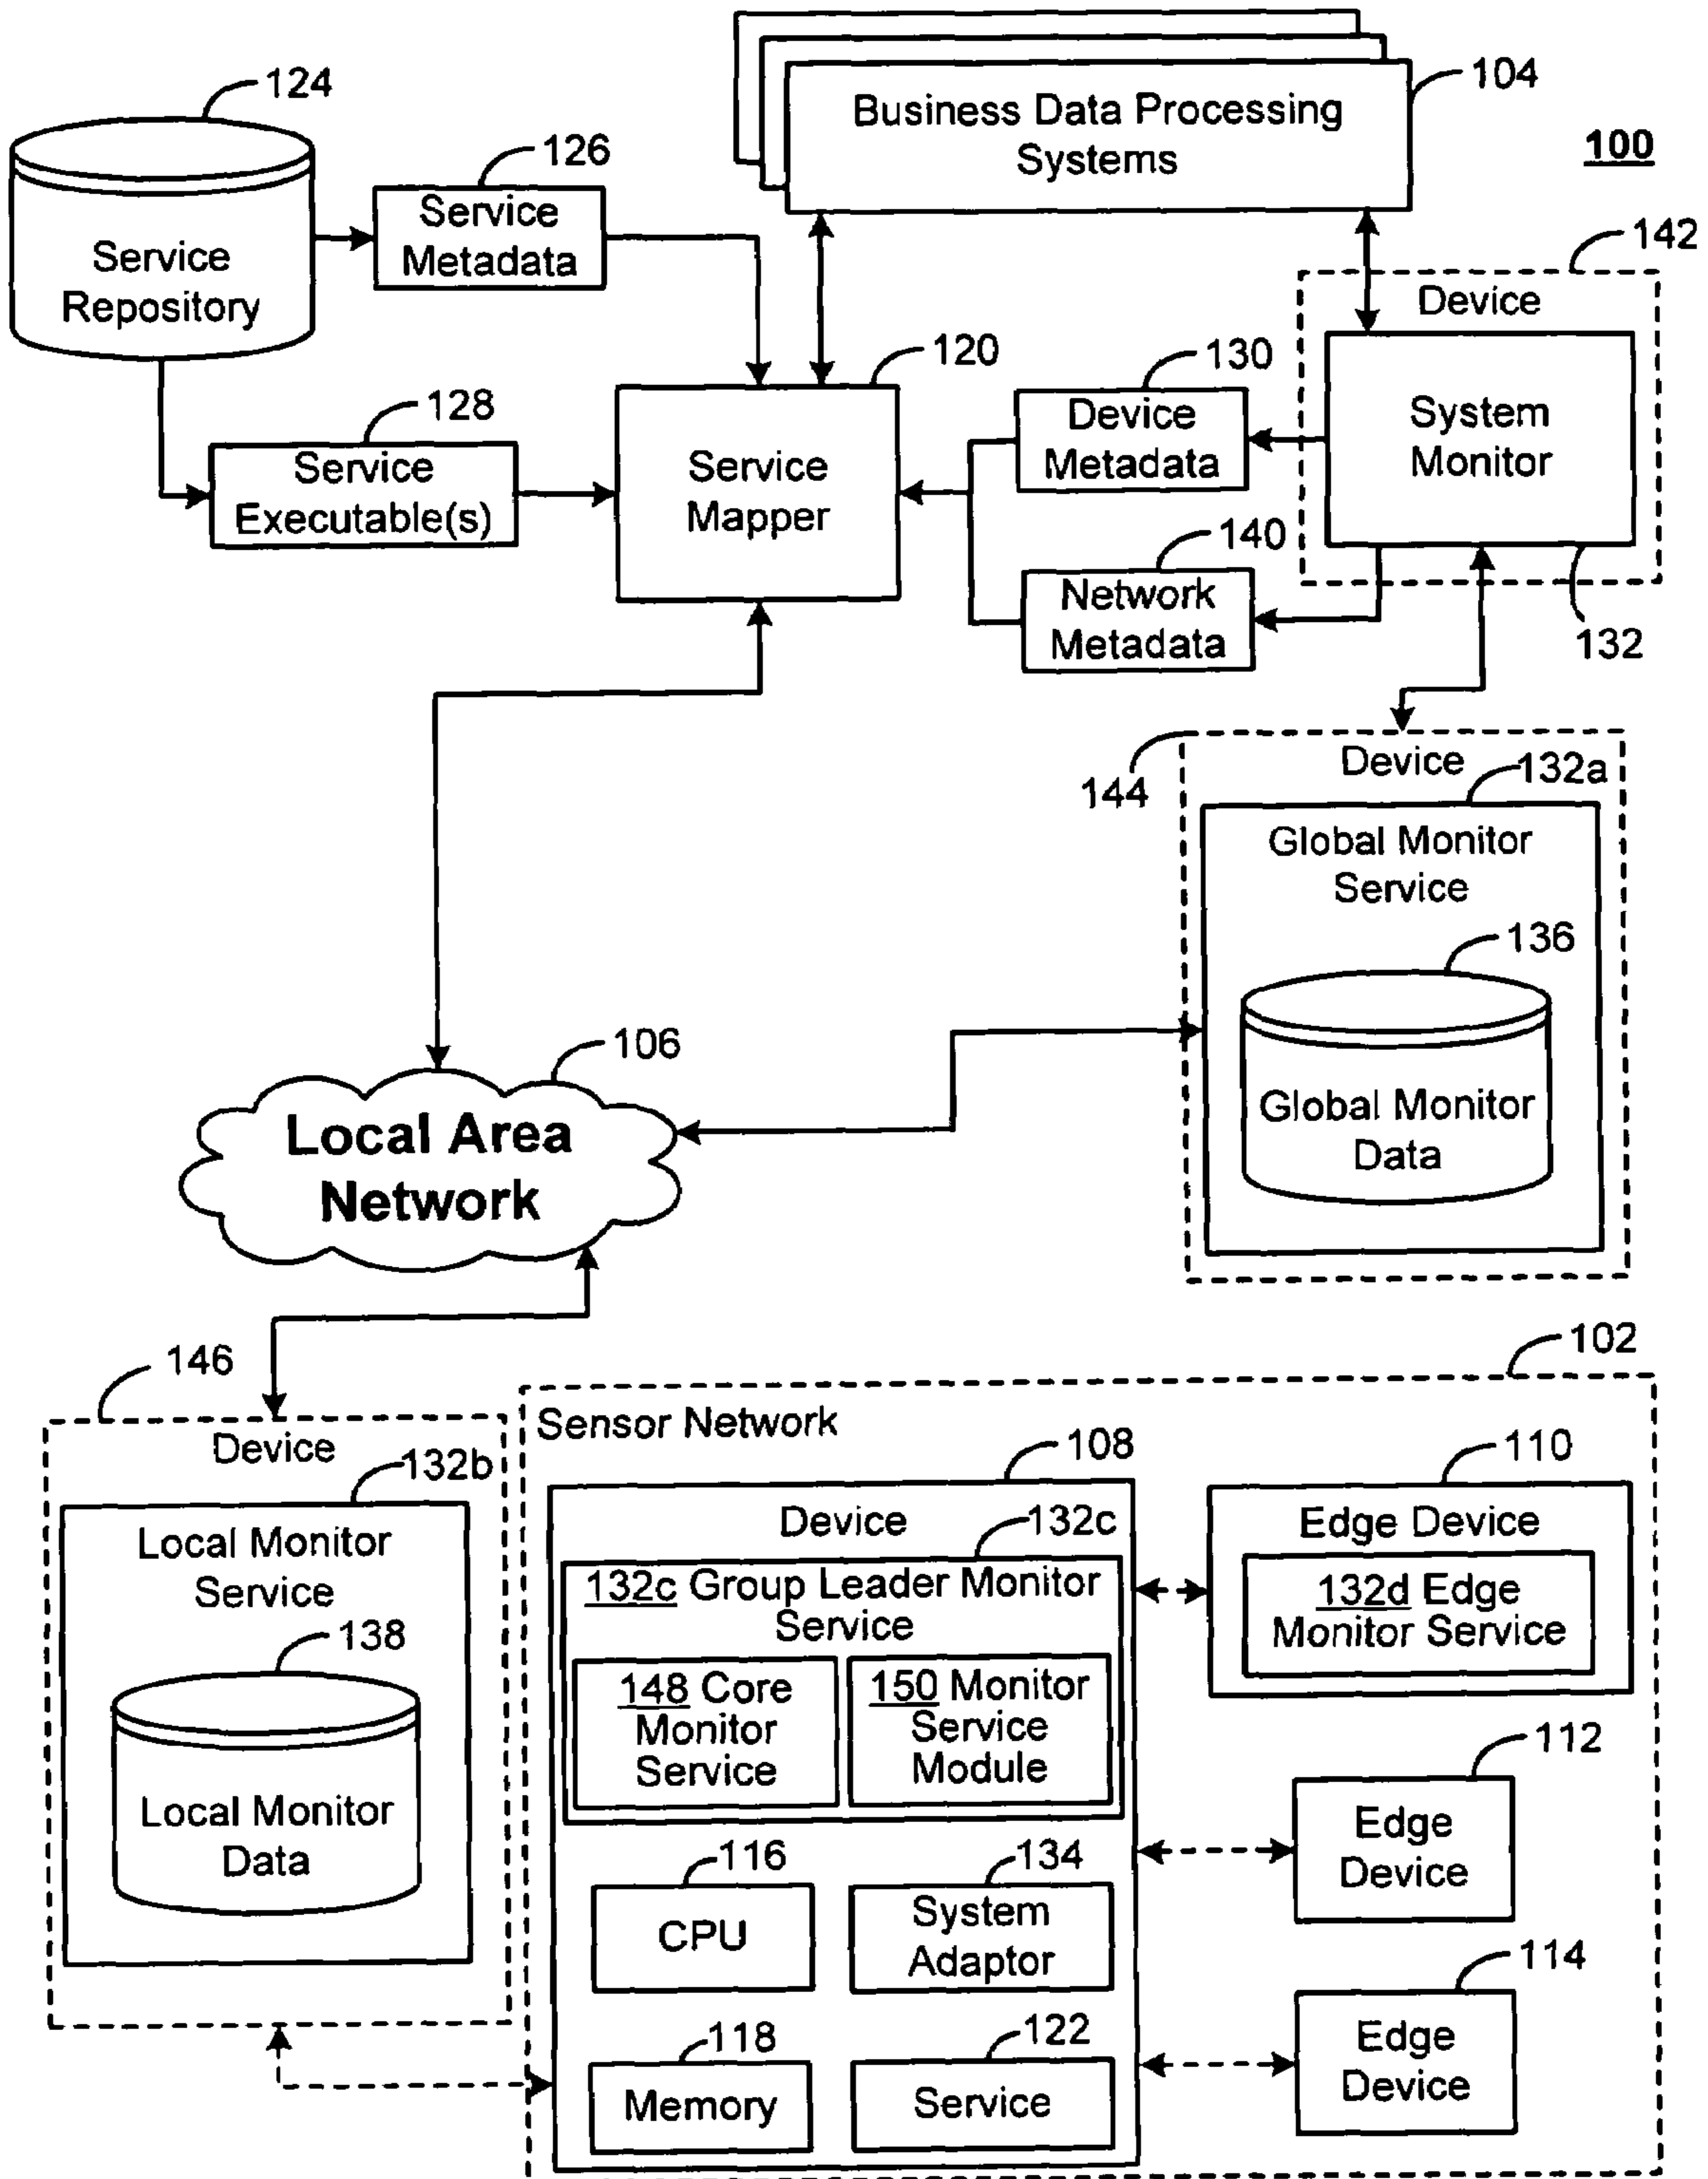 124
104
Business Data Processing
Systems
100
126
Service
Metadata
Service
Repository
142
Device
120
130
Device
Metadata
System
Monitor
128
Service
Executable(s)
Service
Mapper
140
Network
Metadata
132
144
Device
132a
Global Monitor
Service
136
Global Monitor
Data
106
Local Area
Network
102
146
Device
132b
Local Monitor
Service
138
Local Monitor
Data
Sensor Network
108
Device
132c
132c Group Leader Monitor
Service
148 Core
Monitor
Service
150 Monitor
Service
Module
110
Edge Device
132d Edge
Monitor Service
112
Edge
Device
116
CPU
134
System
Adaptor
114
Edge
Device
118
Memory
122
Service